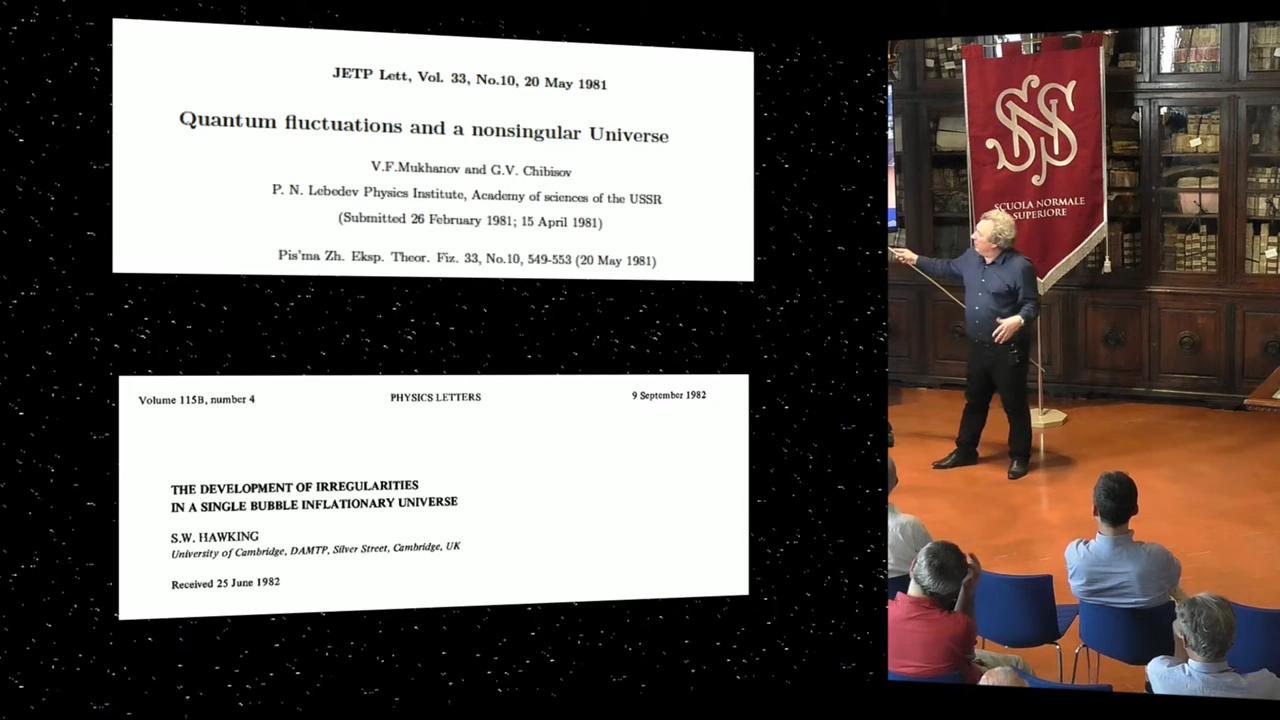 JETP Lett, Vol. 33, No.10, 20 May 1981
Quantum fluctuations and a nonsingular Universe
V.F.Mukhanov and G.V. Chibisov
P. N. Lebedev Physics Institute, Academy of sciences of the USSR
(Submitted 26 February 1981; 15 April 1981)
Pis'ma Zh. Eksp. Theor. Fiz. 33, No.10, 549-553 (20 May 1981)
Volume 115B, number 4 PHYSICS LETTERS 9 September 1982
THE DEVELOPMENT OF IRREGULARITIES
IN A SINGLE BUBBLE INFLATIONARY UNIVERSE
S.W. HAWKING
University of Cambridge, DAMTP, Silver Street, Cambridge, UK
Received 25 June 1982
SNS
SCUOLA NORMALE
SUPERIORE